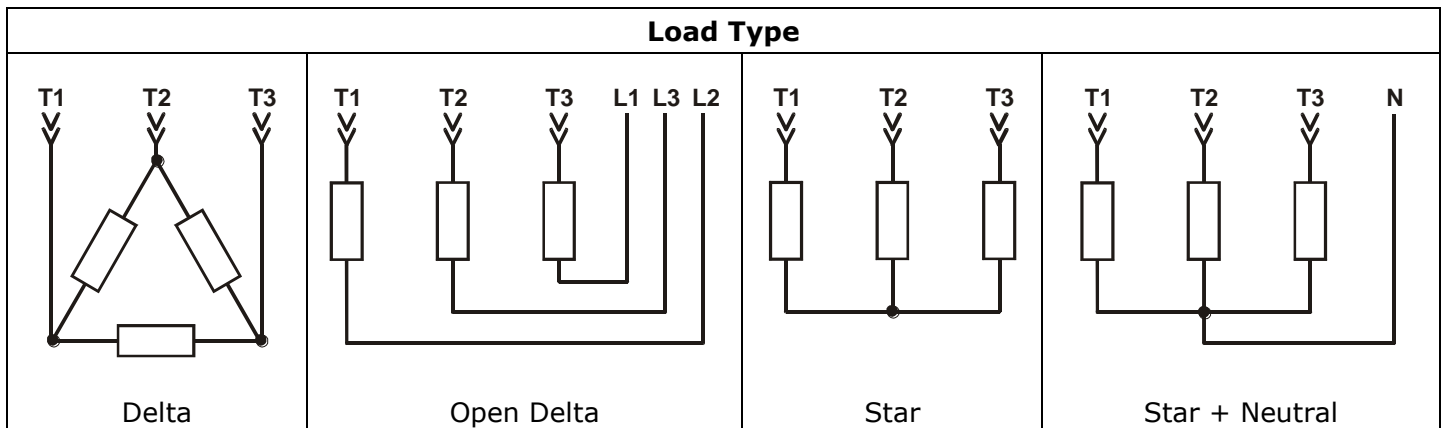 Load Type
T1 T2 T3
T1 T2 T3 L1 L3 L2
T1 T2 T3
T1 T2 T3 N
Delta
Open Delta
Star
Star + Neutral